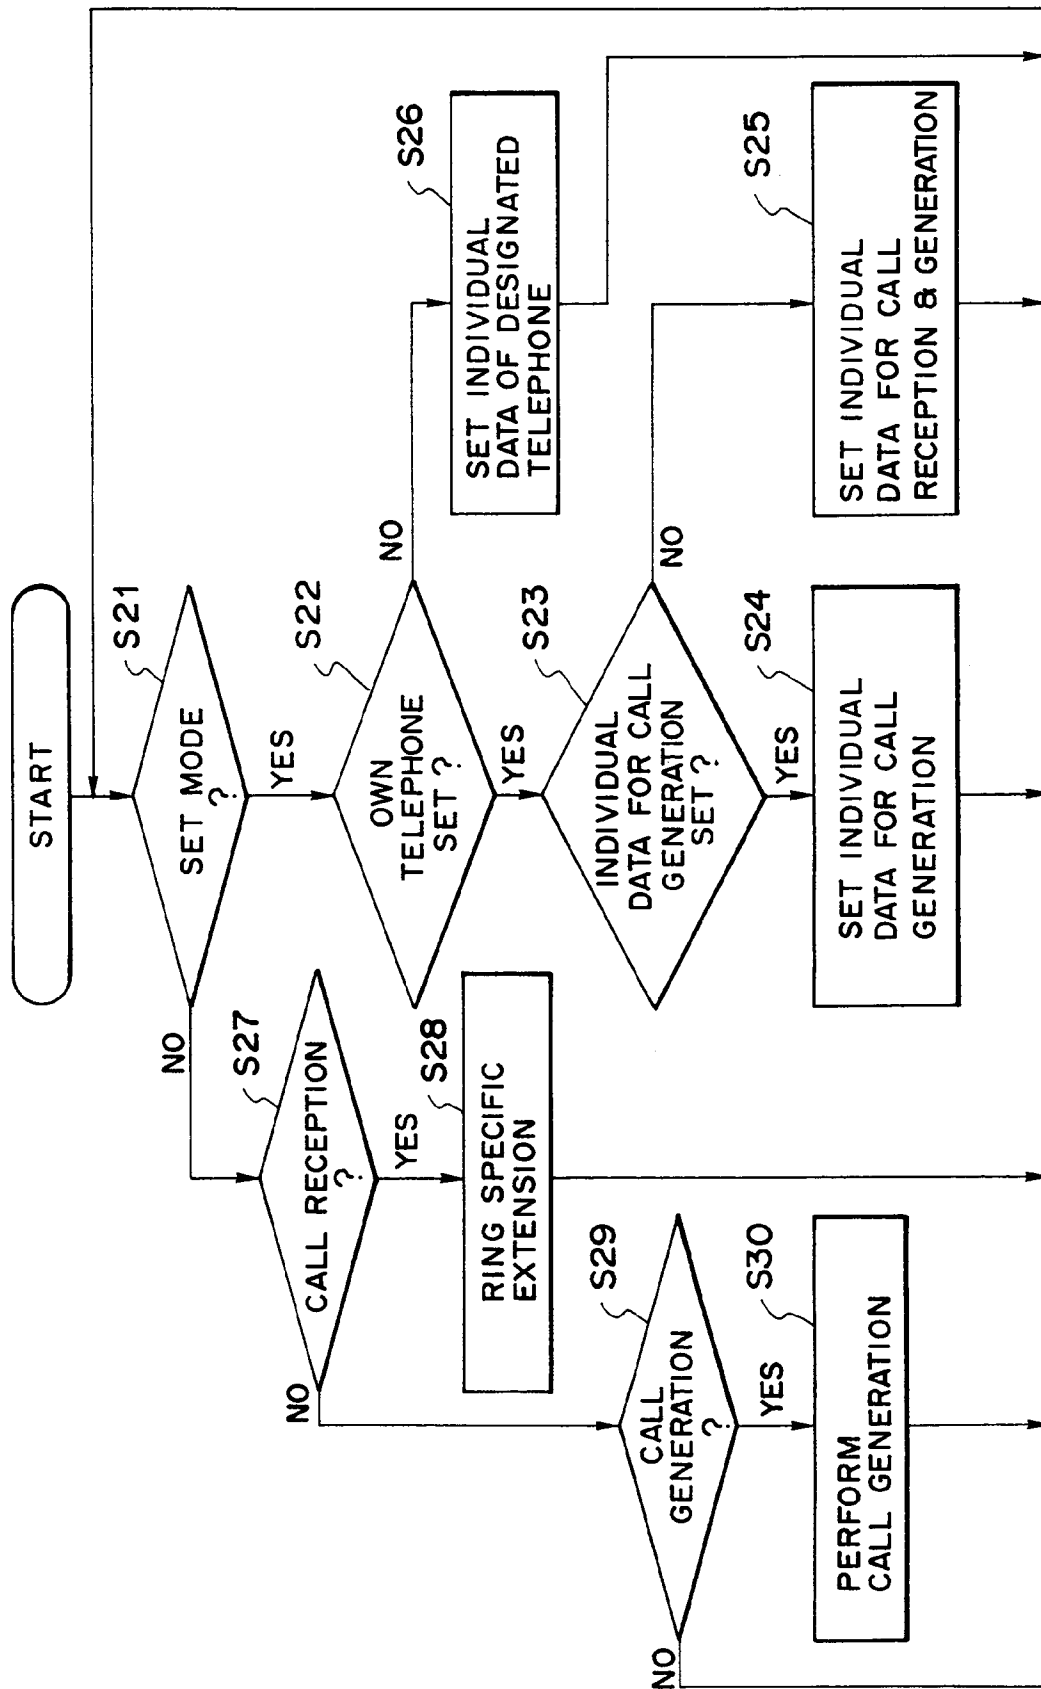 START
S21
SET MODE
?
NO
YES
S22
OWN
TELEPHONE
SET ?
NO
YES
S26
SET INDIVIDUAL
DATA OF DESIGNATED
TELEPHONE
S23
INDIVIDUAL
DATA FOR CALL
GENERATION
SET ?
NO
YES
S24
SET INDIVIDUAL
DATA FOR CALL
GENERATION
S25
SET INDIVIDUAL
DATA FOR CALL
RECEPTION & GENERATION
S27
CALL RECEPTION
?
NO
YES
S28
RING SPECIFIC
EXTENSION
S29
CALL
GENERATION
?
NO
YES
S30
PERFORM
CALL GENERATION